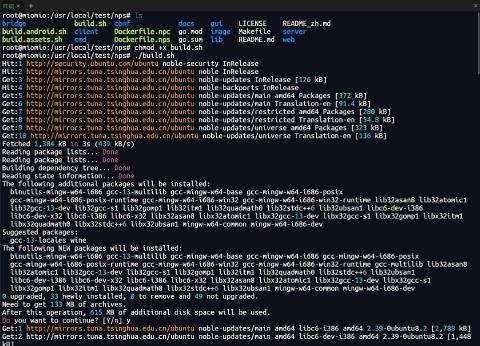 root@miomio:/usr/local/test/nps# ls
bridge build.sh conf docs gui LICENSE README_zh.md
build.android.sh client Dockerfile.npc go.mod image Makefile server
build.assets.sh cmd Dockerfile.nps go.sum lib README.md web
root@miomio:/usr/local/test/nps# chmod +x build.sh
root@miomio:/usr/local/test/nps# ./build.sh
Hit:1 http://security.ubuntu.com/ubuntu noble-security InRelease
Hit:2 http://mirrors.tuna.tsinghua.edu.cn/ubuntu noble InRelease
Get:3 http://mirrors.tuna.tsinghua.edu.cn/ubuntu noble-updates InRelease [126 kB]
Hit:4 http://mirrors.tuna.tsinghua.edu.cn/ubuntu noble-backports InRelease
Get:5 http://mirrors.tuna.tsinghua.edu.cn/ubuntu noble-updates/main amd64 Packages [372 kB]
Get:6 http://mirrors.tuna.tsinghua.edu.cn/ubuntu noble-updates/main Translation-en [91.4 kB]
Get:7 http://mirrors.tuna.tsinghua.edu.cn/ubuntu noble-updates/restricted amd64 Packages [280 kB]
Get:8 http://mirrors.tuna.tsinghua.edu.cn/ubuntu noble-updates/restricted Translation-en [54.8 kB]
Get:9 http://mirrors.tuna.tsinghua.edu.cn/ubuntu noble-updates/universe amd64 Packages [323 kB]
Get:10 http://mirrors.tuna.tsinghua.edu.cn/ubuntu noble-updates/universe Translation-en [136 kB]
Fetched 1,384 kB in 3s (439 kB/s)
Reading package lists... Done
Reading package lists... Done
Building dependency tree... Done
Reading state information... Done
The following additional packages will be installed:
binutils-mingw-w64-i686 gcc-13-multilib gcc-mingw-w64-base gcc-mingw-w64-i686-posix
gcc-mingw-w64-i686-posix-runtime gcc-mingw-w64-i686-win32 gcc-mingw-w64-i686-win32-runtime lib32asan8 lib32atomic1
lib32gcc-13-dev lib32gcc-s1 lib32gomp1 lib32itm1 lib32quadmath0 lib32stdc++6 lib32ubsan1 libc6-dev-i386
libc6-dev-x32 libc6-i386 libc6-x32 libx32asan8 libx32atomic1 libx32gcc-13-dev libx32gcc-s1 libx32gomp1 libx32itm1
libx32quadmath0 libx32stdc++6 libx32ubsan1 mingw-w64-common mingw-w64-i686-dev
Suggested packages:
gcc-13-locales wine
The following NEW packages will be installed:
binutils-mingw-w64-i686 gcc-13-multilib gcc-mingw-w64-base gcc-mingw-w64-i686
gcc-mingw-w64-i686-posix gcc-mingw-w64-i686-posix-runtime gcc-mingw-w64-i686-win32 gcc-mingw-w64-i686-win32-runtime gcc-multilib lib32asan8
lib32atomic1 lib32gcc-13-dev lib32gcc-s1 lib32gomp1 lib32itm1 lib32quadmath0 lib32stdc++6 lib32ubsan1
libc6-dev-i386 libc6-dev-x32 libc6-i386 libc6-x32 libx32asan8 libx32atomic1 libx32gcc-13-dev libx32gcc-s1
libx32gomp1 libx32itm1 libx32quadmath0 libx32stdc++6 libx32ubsan1 mingw-w64-common mingw-w64-i686-dev
0 upgraded, 33 newly installed, 0 to remove and 49 not upgraded.
Need to get 133 MB of archives.
After this operation, 615 MB of additional disk space will be used.
Do you want to continue? [Y/n] y
Get:1 http://mirrors.tuna.tsinghua.edu.cn/ubuntu noble-updates/main amd64 libc6-i386 amd64 2.39-0ubuntu8.2 [2,788 kB]
Get:2 http://mirrors.tuna.tsinghua.edu.cn/ubuntu noble-updates/main amd64 libc6-dev-i386 amd64 2.39-0ubuntu8.2 [1,448
kB]